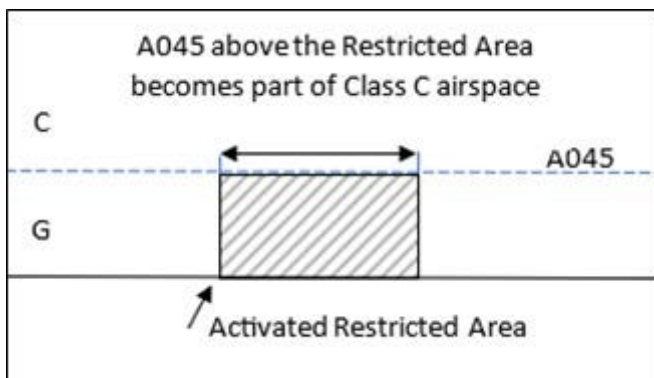 A045 above the Restricted Area
becomes part of Class C airspace
C
A045
G
Activated Restricted Area